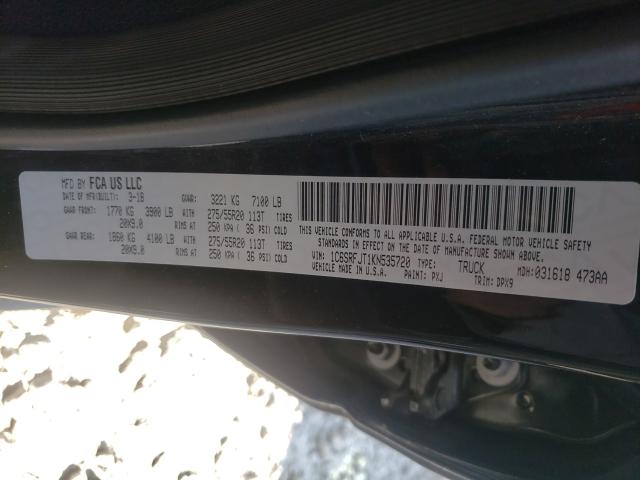 MFD BY FCA US LLC
DATE OF MFR(BUILT): 3-18 GVWR: 3221 KG 7100 LB
GAWR FRONT: 1770 KG 3900 LB WITH 275/55R20 113T TIRES
20X9.0 RIMS AT 250 KPA ( 36 PSI) COLD
GAWR REAR: 1860 KG 4100 LB WITH 275/55R20 113T TIRES
20X9.0 RIMS AT 250 KPA ( 36 PSI) COLD
THIS VEHICLE CONFORMS TO ALL APPLICABLE U.S.A. FEDERAL MOTOR VEHICLE SAFETY
STANDARDS IN EFFECT ON THE DATE OF MANUFACTURE SHOWN ABOVE.
VIN: 1C6SRFJT1KN535720 TYPE: TRUCK MDH: 031618 473AA
VEHICLE MADE IN U.S.A. PAINT: PXJ TRIM: DPX9